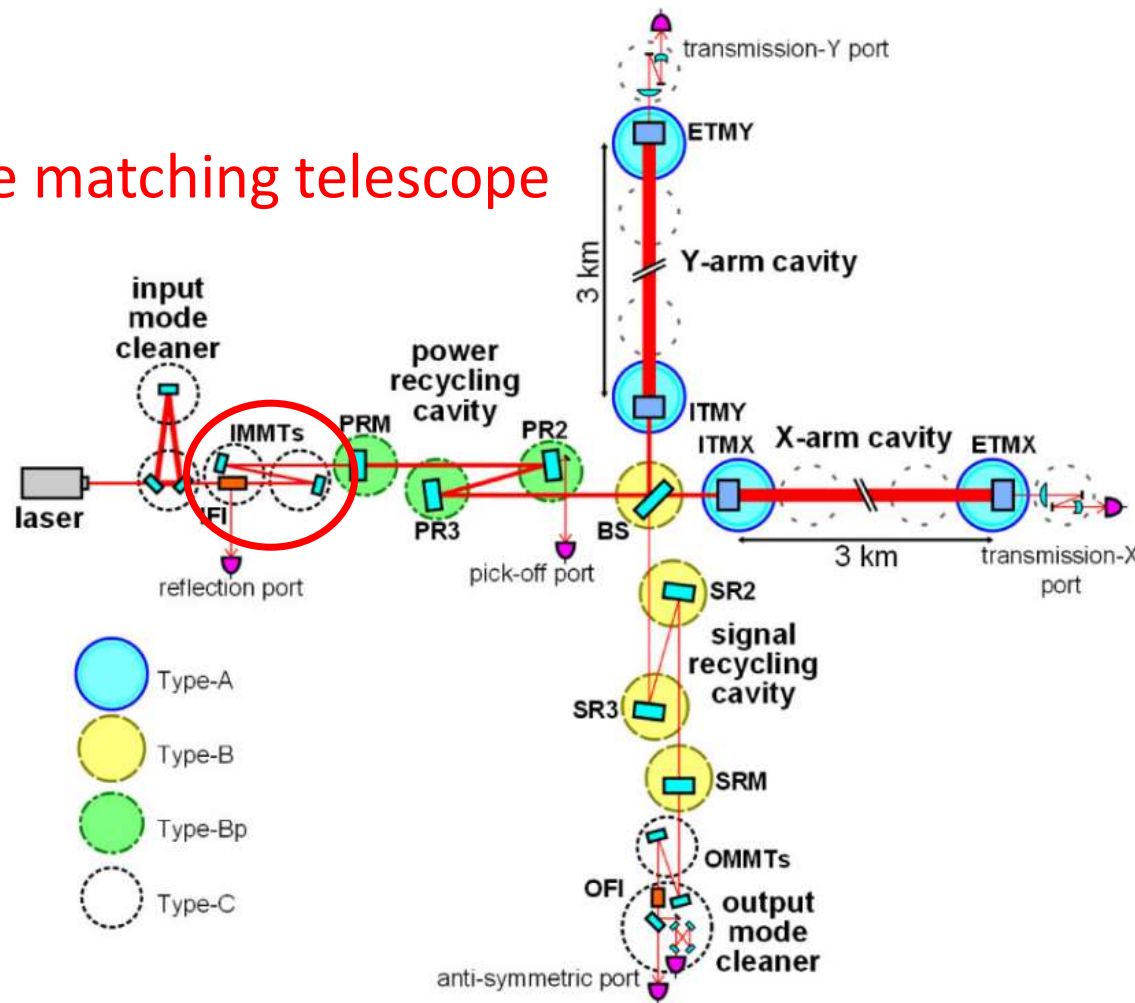 e matching telescope
transmission-Y port
ETMY
3 km
Y-arm cavity
input
mode
cleaner
power
recycling
cavity
ITMY
IMMTs
PRM
PR2
ITMX
X-arm cavity
ETMX
laser
IFI
PR3
BS
3 km
transmission-X
port
reflection port
pick-off port
SR2
signal
recycling
cavity
Type-A
SR3
Type-B
SRM
Type-Bp
OMMTs
OFI
output
mode
cleaner
Type-C
anti-symmetric port